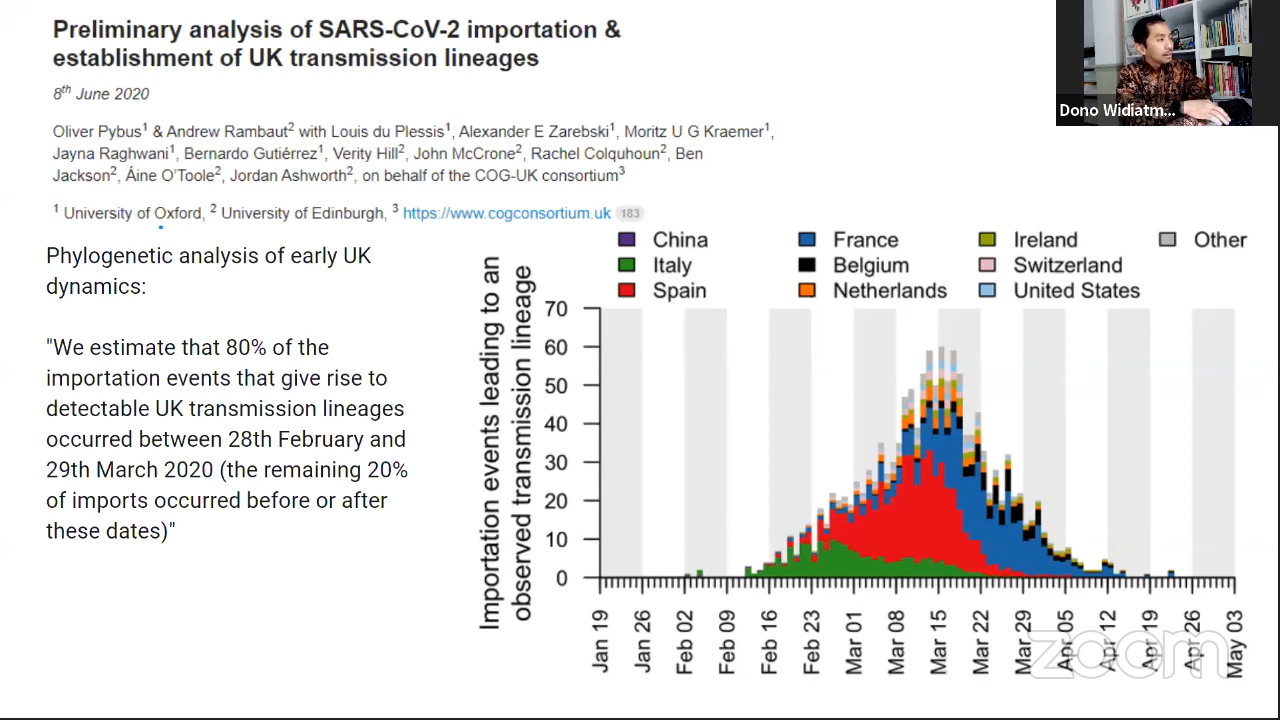 Preliminary analysis of SARS-CoV-2 importation &
establishment of UK transmission lineages
8th June 2020
Oliver Pybus1 & Andrew Rambaut2 with Louis du Plessis1, Alexander E Zarebski1, Moritz U G Kraemer1,
Jayna Raghwani1, Bernardo Gutiérrez1, Verity Hill2, John McCrone2, Rachel Colquhoun2, Ben
Jackson2, Áine O'Toole2, Jordan Ashworth2, on behalf of the COG-UK consortium3
1 University of Oxford, 2 University of Edinburgh, 3 https://www.cogconsortium.uk 183
Dono Widiatm...
Phylogenetic analysis of early UK
dynamics:
"We estimate that 80% of the
importation events that give rise to
detectable UK transmission lineages
occurred between 28th February and
29th March 2020 (the remaining 20%
of imports occurred before or after
these dates)"
China France Ireland Other
Italy Belgium Switzerland
Spain Netherlands United States
Importation events leading to an
observed transmission lineage
70
60
50
40
30
20
10
0
Jan 19
Jan 26
Feb 02
Feb 09
Feb 16
Feb 23
Mar 01
Mar 08
Mar 15
Mar 22
Mar 29
Apr 05
Apr 12
Apr 19
Apr 26
May 03
zoom